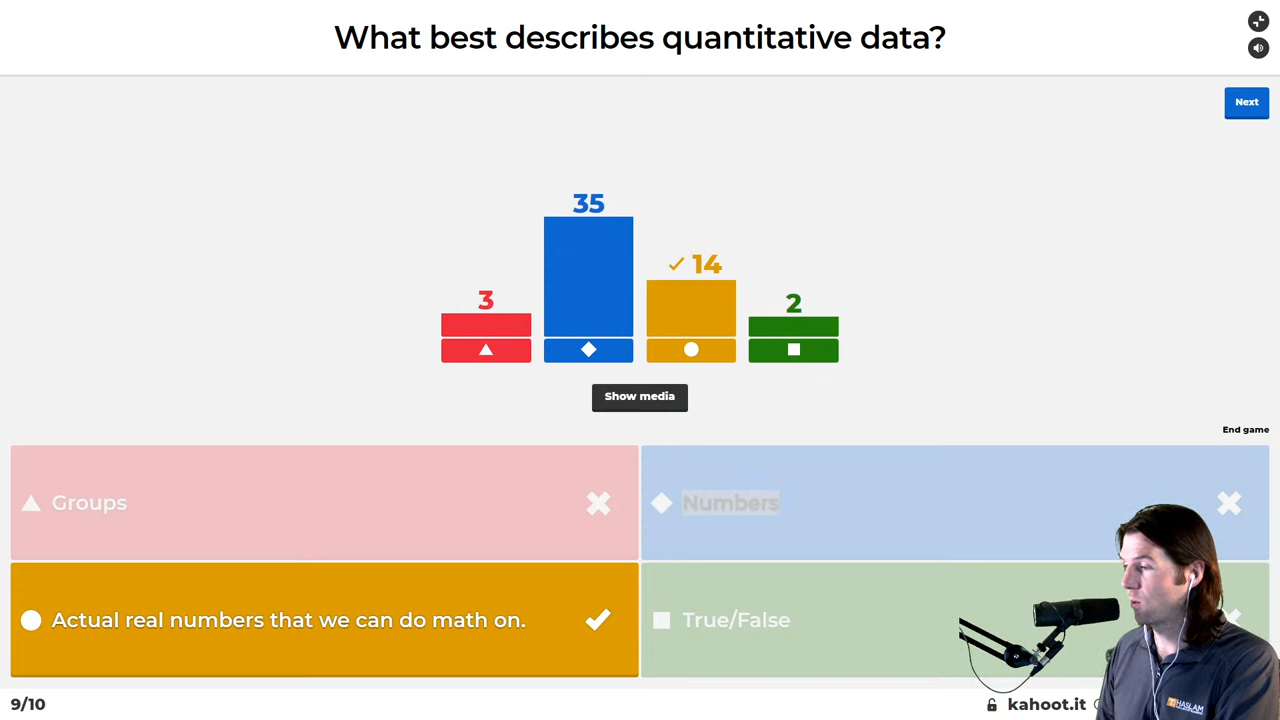 What best describes quantitative data?
Next
35
14
3
2
Show media
End game
Groups
Numbers
Actual real numbers that we can do math on.
True/False
9/10
kahoot.it
HASLAM